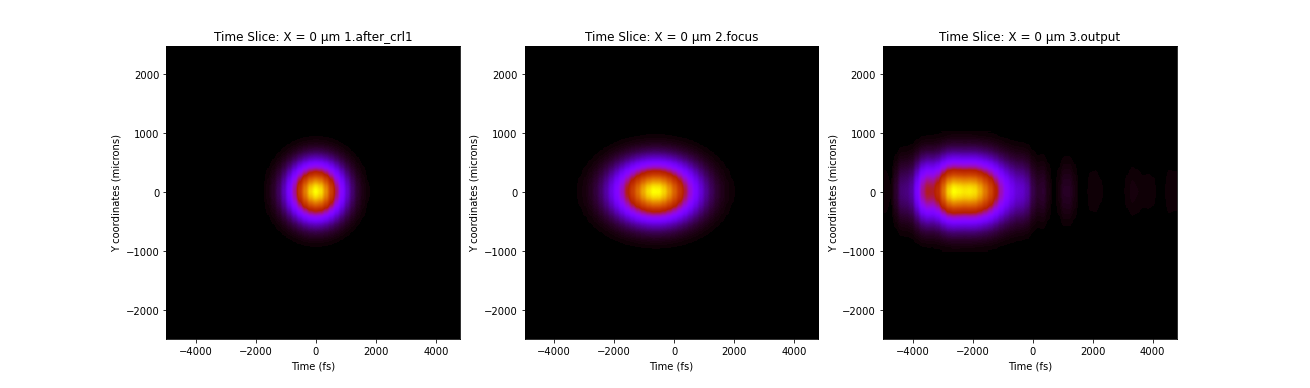 Time Slice: X = 0 μm 1.after_crl1
Y coordinates (microns)
2000
1000
0
−1000
−2000
−4000 −2000 0 2000 4000
Time (fs)
Time Slice: X = 0 μm 2.focus
Y coordinates (microns)
2000
1000
0
−1000
−2000
−4000 −2000 0 2000 4000
Time (fs)
Time Slice: X = 0 μm 3.output
Y coordinates (microns)
2000
1000
0
−1000
−2000
−4000 −2000 0 2000 4000
Time (fs)